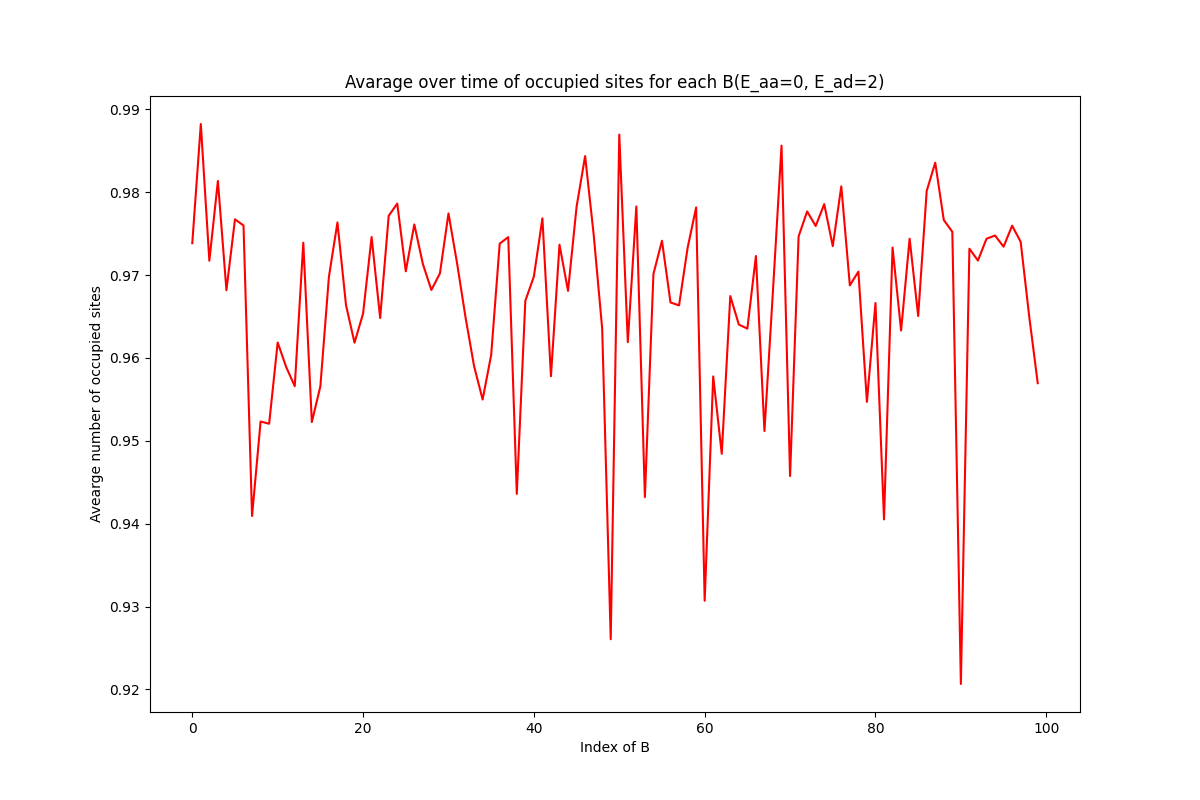 Avarage over time of occupied sites for each B(E_aa=0, E_ad=2)
0.99
0.98
0.97
0.96
0.95
0.94
0.93
0.92
Avearge number of occupied sites
0 20 40 60 80 100
Index of B